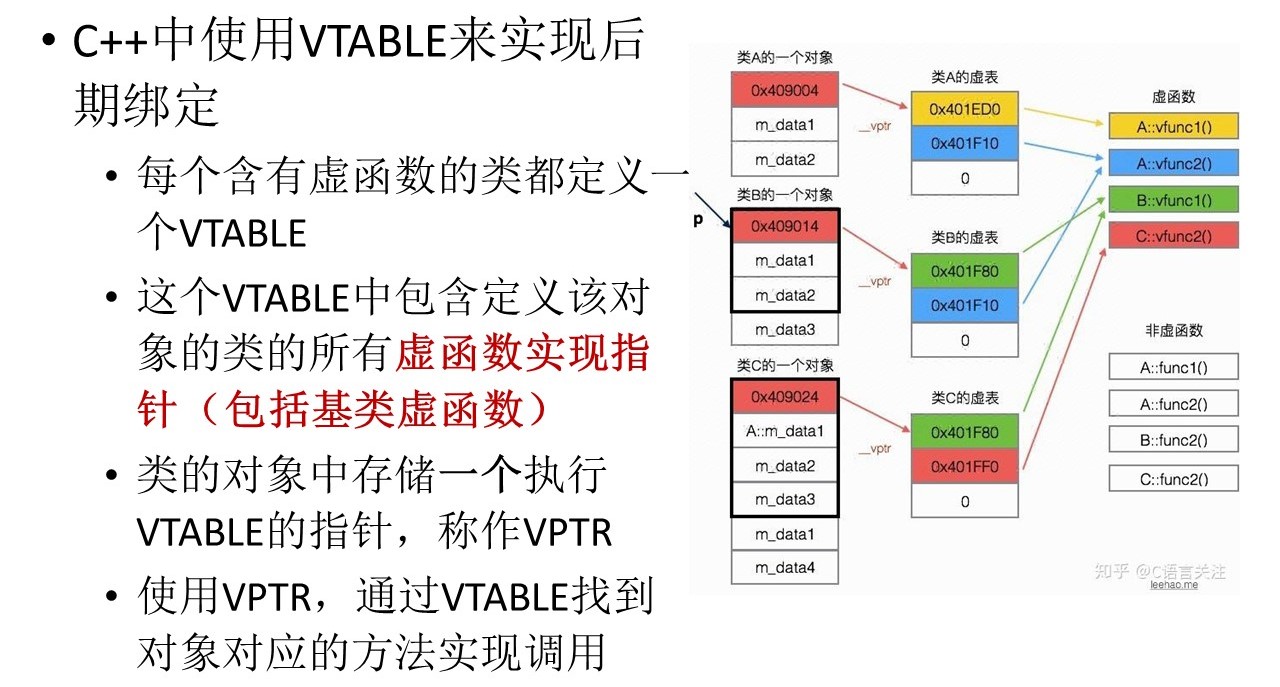 • C++中使用VTABLE来实现后
期绑定
• 每个含有虚函数的类都定义一
个VTABLE
• 这个VTABLE中包含定义该对
象的类的所有虚函数实现指
针（包括基类虚函数）
• 类的对象中存储一个执行
VTABLE的指针，称作VPTR
• 使用VPTR，通过VTABLE找到
对象对应的方法实现调用
类A的一个对象
0x409004
m_data1
m_data2
__vptr
类A的虚表
0x401ED0
0x401F10
0
p
类B的一个对象
0x409014
m_data1
m_data2
m_data3
__vptr
类B的虚表
0x401F80
0x401F10
0
类C的一个对象
0x409024
A::m_data1
m_data2
m_data3
m_data1
m_data4
__vptr
类C的虚表
0x401F80
0x401FF0
0
虚函数
A::vfunc1()
A::vfunc2()
B::vfunc1()
C::vfunc2()
非虚函数
A::func1()
A::func2()
B::func2()
C::func2()
知乎 @C语言关注
leehao.me